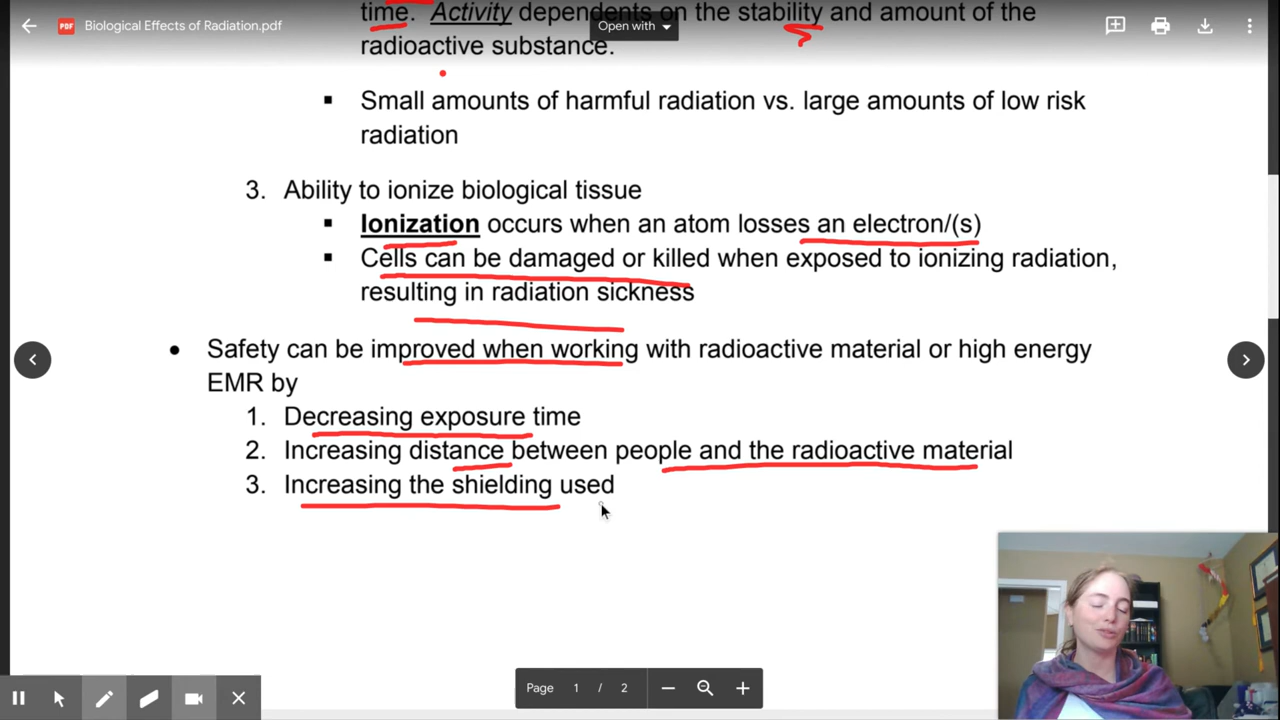 time. Activity dependents on the stability and amount of the
Biological Effects of Radiation.pdf
Open with
radioactive substance.
▪ Small amounts of harmful radiation vs. large amounts of low risk
radiation
3. Ability to ionize biological tissue
▪ Ionization occurs when an atom losses an electron/(s)
▪ Cells can be damaged or killed when exposed to ionizing radiation,
resulting in radiation sickness
• Safety can be improved when working with radioactive material or high energy
EMR by
1. Decreasing exposure time
2. Increasing distance between people and the radioactive material
3. Increasing the shielding used
Page 1 / 2